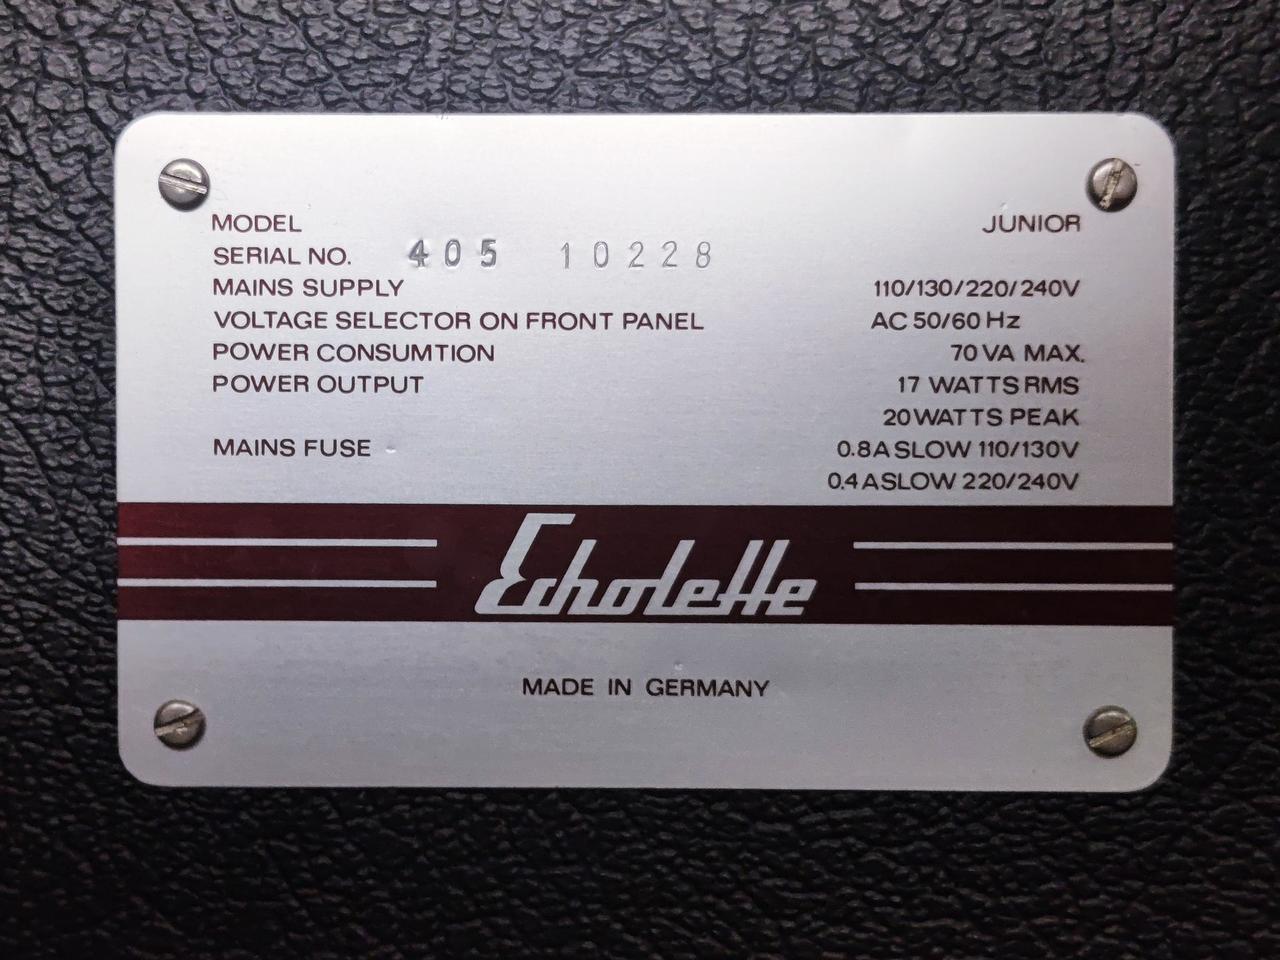 MODEL JUNIOR
SERIAL NO. 405 10228
MAINS SUPPLY 110/130/220/240V
VOLTAGE SELECTOR ON FRONT PANEL AC 50/60 Hz
POWER CONSUMTION 70 VA MAX.
POWER OUTPUT 17 WATTS RMS
20 WATTS PEAK
MAINS FUSE 0.8A SLOW 110/130V
0.4A SLOW 220/240V
Echolette
MADE IN GERMANY